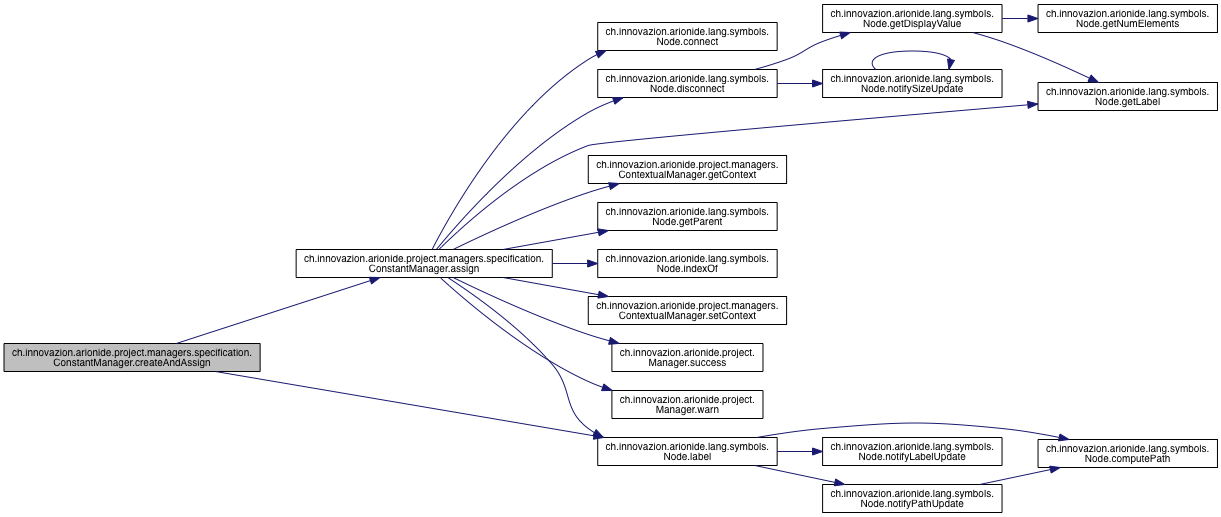 ch.innovazion.arionide.project.managers.specification.
ConstantManager.createAndAssign
ch.innovazion.arionide.project.managers.specification.
ConstantManager.assign
ch.innovazion.arionide.lang.symbols.
Node.connect
ch.innovazion.arionide.lang.symbols.
Node.disconnect
ch.innovazion.arionide.project.managers.
ContextualManager.getContext
ch.innovazion.arionide.lang.symbols.
Node.getParent
ch.innovazion.arionide.lang.symbols.
Node.indexOf
ch.innovazion.arionide.project.managers.
ContextualManager.setContext
ch.innovazion.arionide.project.
Manager.success
ch.innovazion.arionide.project.
Manager.warn
ch.innovazion.arionide.lang.symbols.
Node.label
ch.innovazion.arionide.lang.symbols.
Node.getDisplayValue
ch.innovazion.arionide.lang.symbols.
Node.notifySizeUpdate
ch.innovazion.arionide.lang.symbols.
Node.notifyLabelUpdate
ch.innovazion.arionide.lang.symbols.
Node.notifyPathUpdate
ch.innovazion.arionide.lang.symbols.
Node.getNumElements
ch.innovazion.arionide.lang.symbols.
Node.getLabel
ch.innovazion.arionide.lang.symbols.
Node.computePath